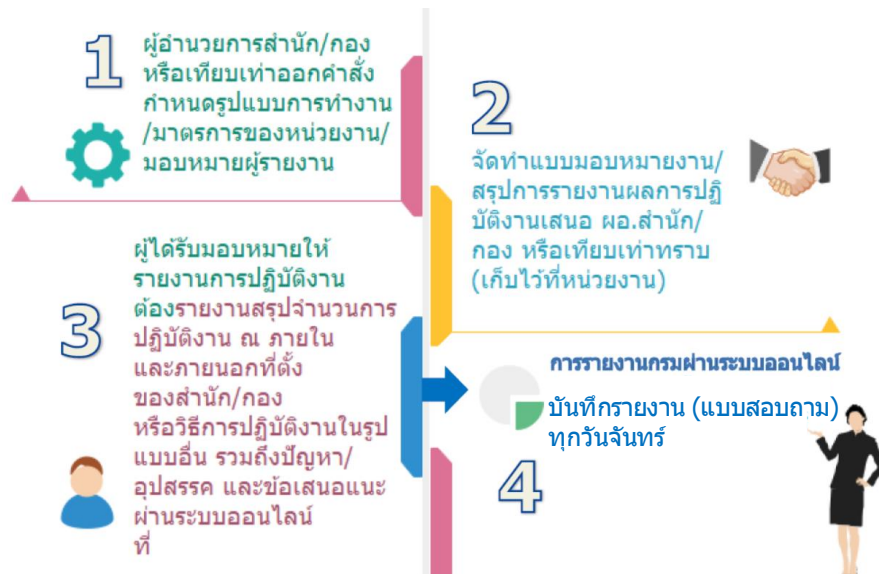 1
ผู้อำนวยการสำนัก/กอง
หรือเทียบเท่าออกคำสั่ง
กำหนดรูปแบบการทำงาน
/มาตรการของหน่วยงาน/
มอบหมายผู้รายงาน
2
จัดทำแบบมอบหมายงาน/
สรุปการรายงานผลการปฏิ
บัติงานเสนอ ผอ.สำนัก/
กอง หรือเทียบเท่าทราบ
(เก็บไว้ที่หน่วยงาน)
3
ผู้ได้รับมอบหมายให้
รายงานการปฏิบัติงาน
ต้องรายงานสรุปจำนวนการ
ปฏิบัติงาน ณ ภายใน
และภายนอกที่ตั้ง
ของสำนัก/กอง
หรือวิธีการปฏิบัติงานในรูป
แบบอื่น รวมถึงปัญหา/
อุปสรรค และข้อเสนอแนะ
ผ่านระบบออนไลน์
ที่
การรายงานกรมผ่านระบบออนไลน์
บันทึกรายงาน (แบบสอบถาม)
ทุกวันจันทร์
4